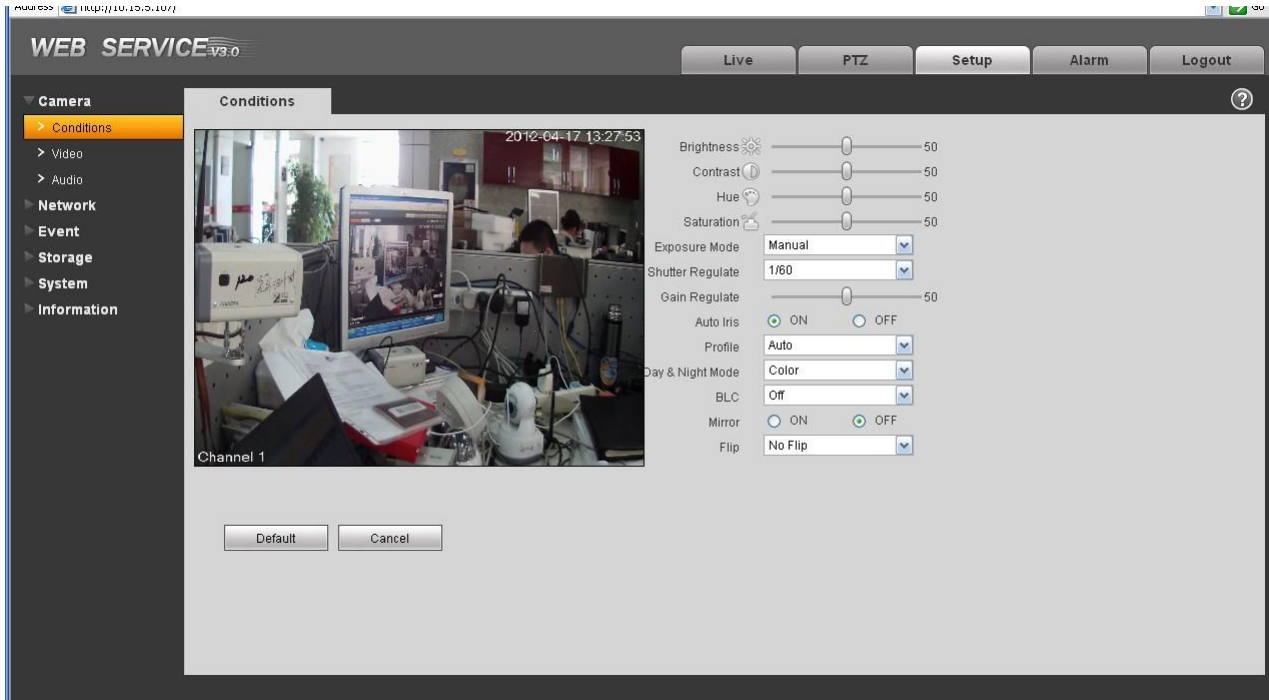 Address http://10.15.5.107/
Go
WEB SERVICE V3.0
Live
PTZ
Setup
Alarm
Logout
Camera
Conditions
Video
Audio
Network
Event
Storage
System
Information
Conditions
?
2012-04-17 13:27:53
Channel 1
Brightness 50
Contrast 50
Hue 50
Saturation 50
Exposure Mode Manual
Shutter Regulate 1/60
Gain Regulate 50
Auto Iris ON OFF
Profile Auto
Day & Night Mode Color
BLC Off
Mirror ON OFF
Flip No Flip
Default
Cancel